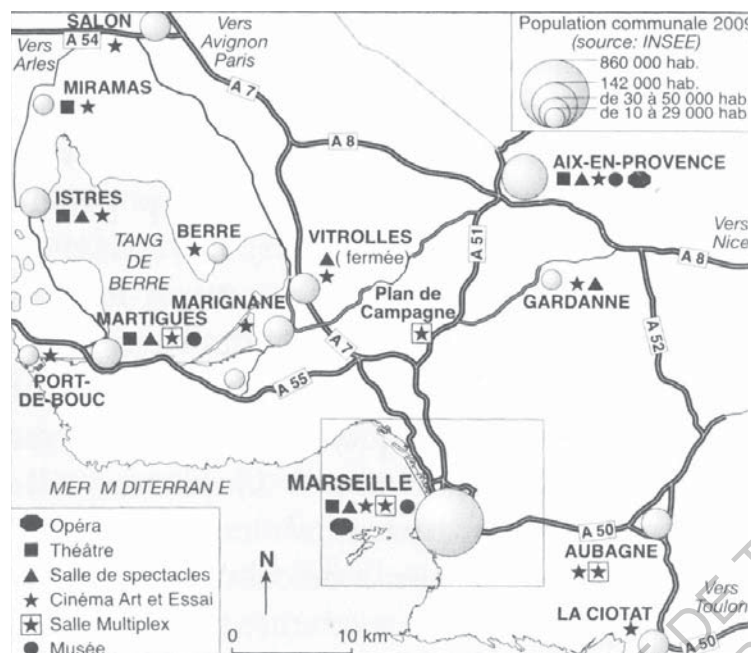 SALON
A 54
Vers
Arles
Vers
Avignon
Paris
A 7
MIRAMAS
A 8
Population communale 2009
(source: INSEE)
860 000 hab.
142 000 hab.
de 30 à 50 000 hab
de 10 à 29 000 hab
AIX-EN-PROVENCE
ISTRES
BERRE
TANG
DE
BERRE
VITROLLES
( fermée)
A 51
Vers
Nice
A 8
Plan de
Campagne
GARDANNE
MARIGNANE
MARTIGUES
A 7
A 52
PORT-
DE-BOUC
A 55
MER M DITERRAN E
MARSEILLE
A 50
AUBAGNE
LA CIOTAT
Vers
Toulon
A 50
Opéra
Théâtre
Salle de spectacles
Cinéma Art et Essai
Salle Multiplex
Musée
N
0 10 km